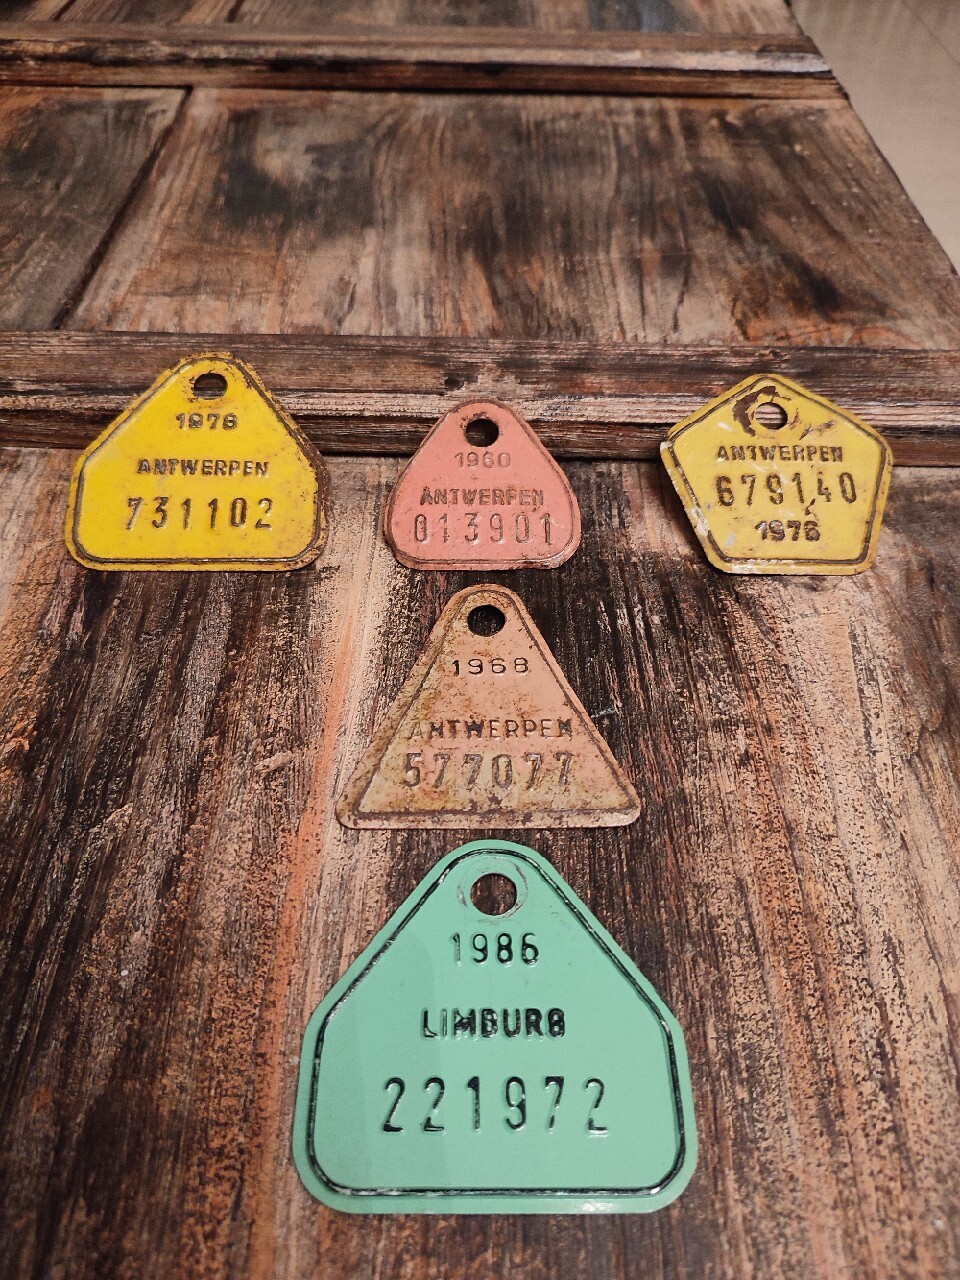 1976
ANTWERPEN
731102
1960
ANTWERPEN
013901
ANTWERPEN
679140
1976
1968
ANTWERPEN
577077
1986
LIMBURG
221972